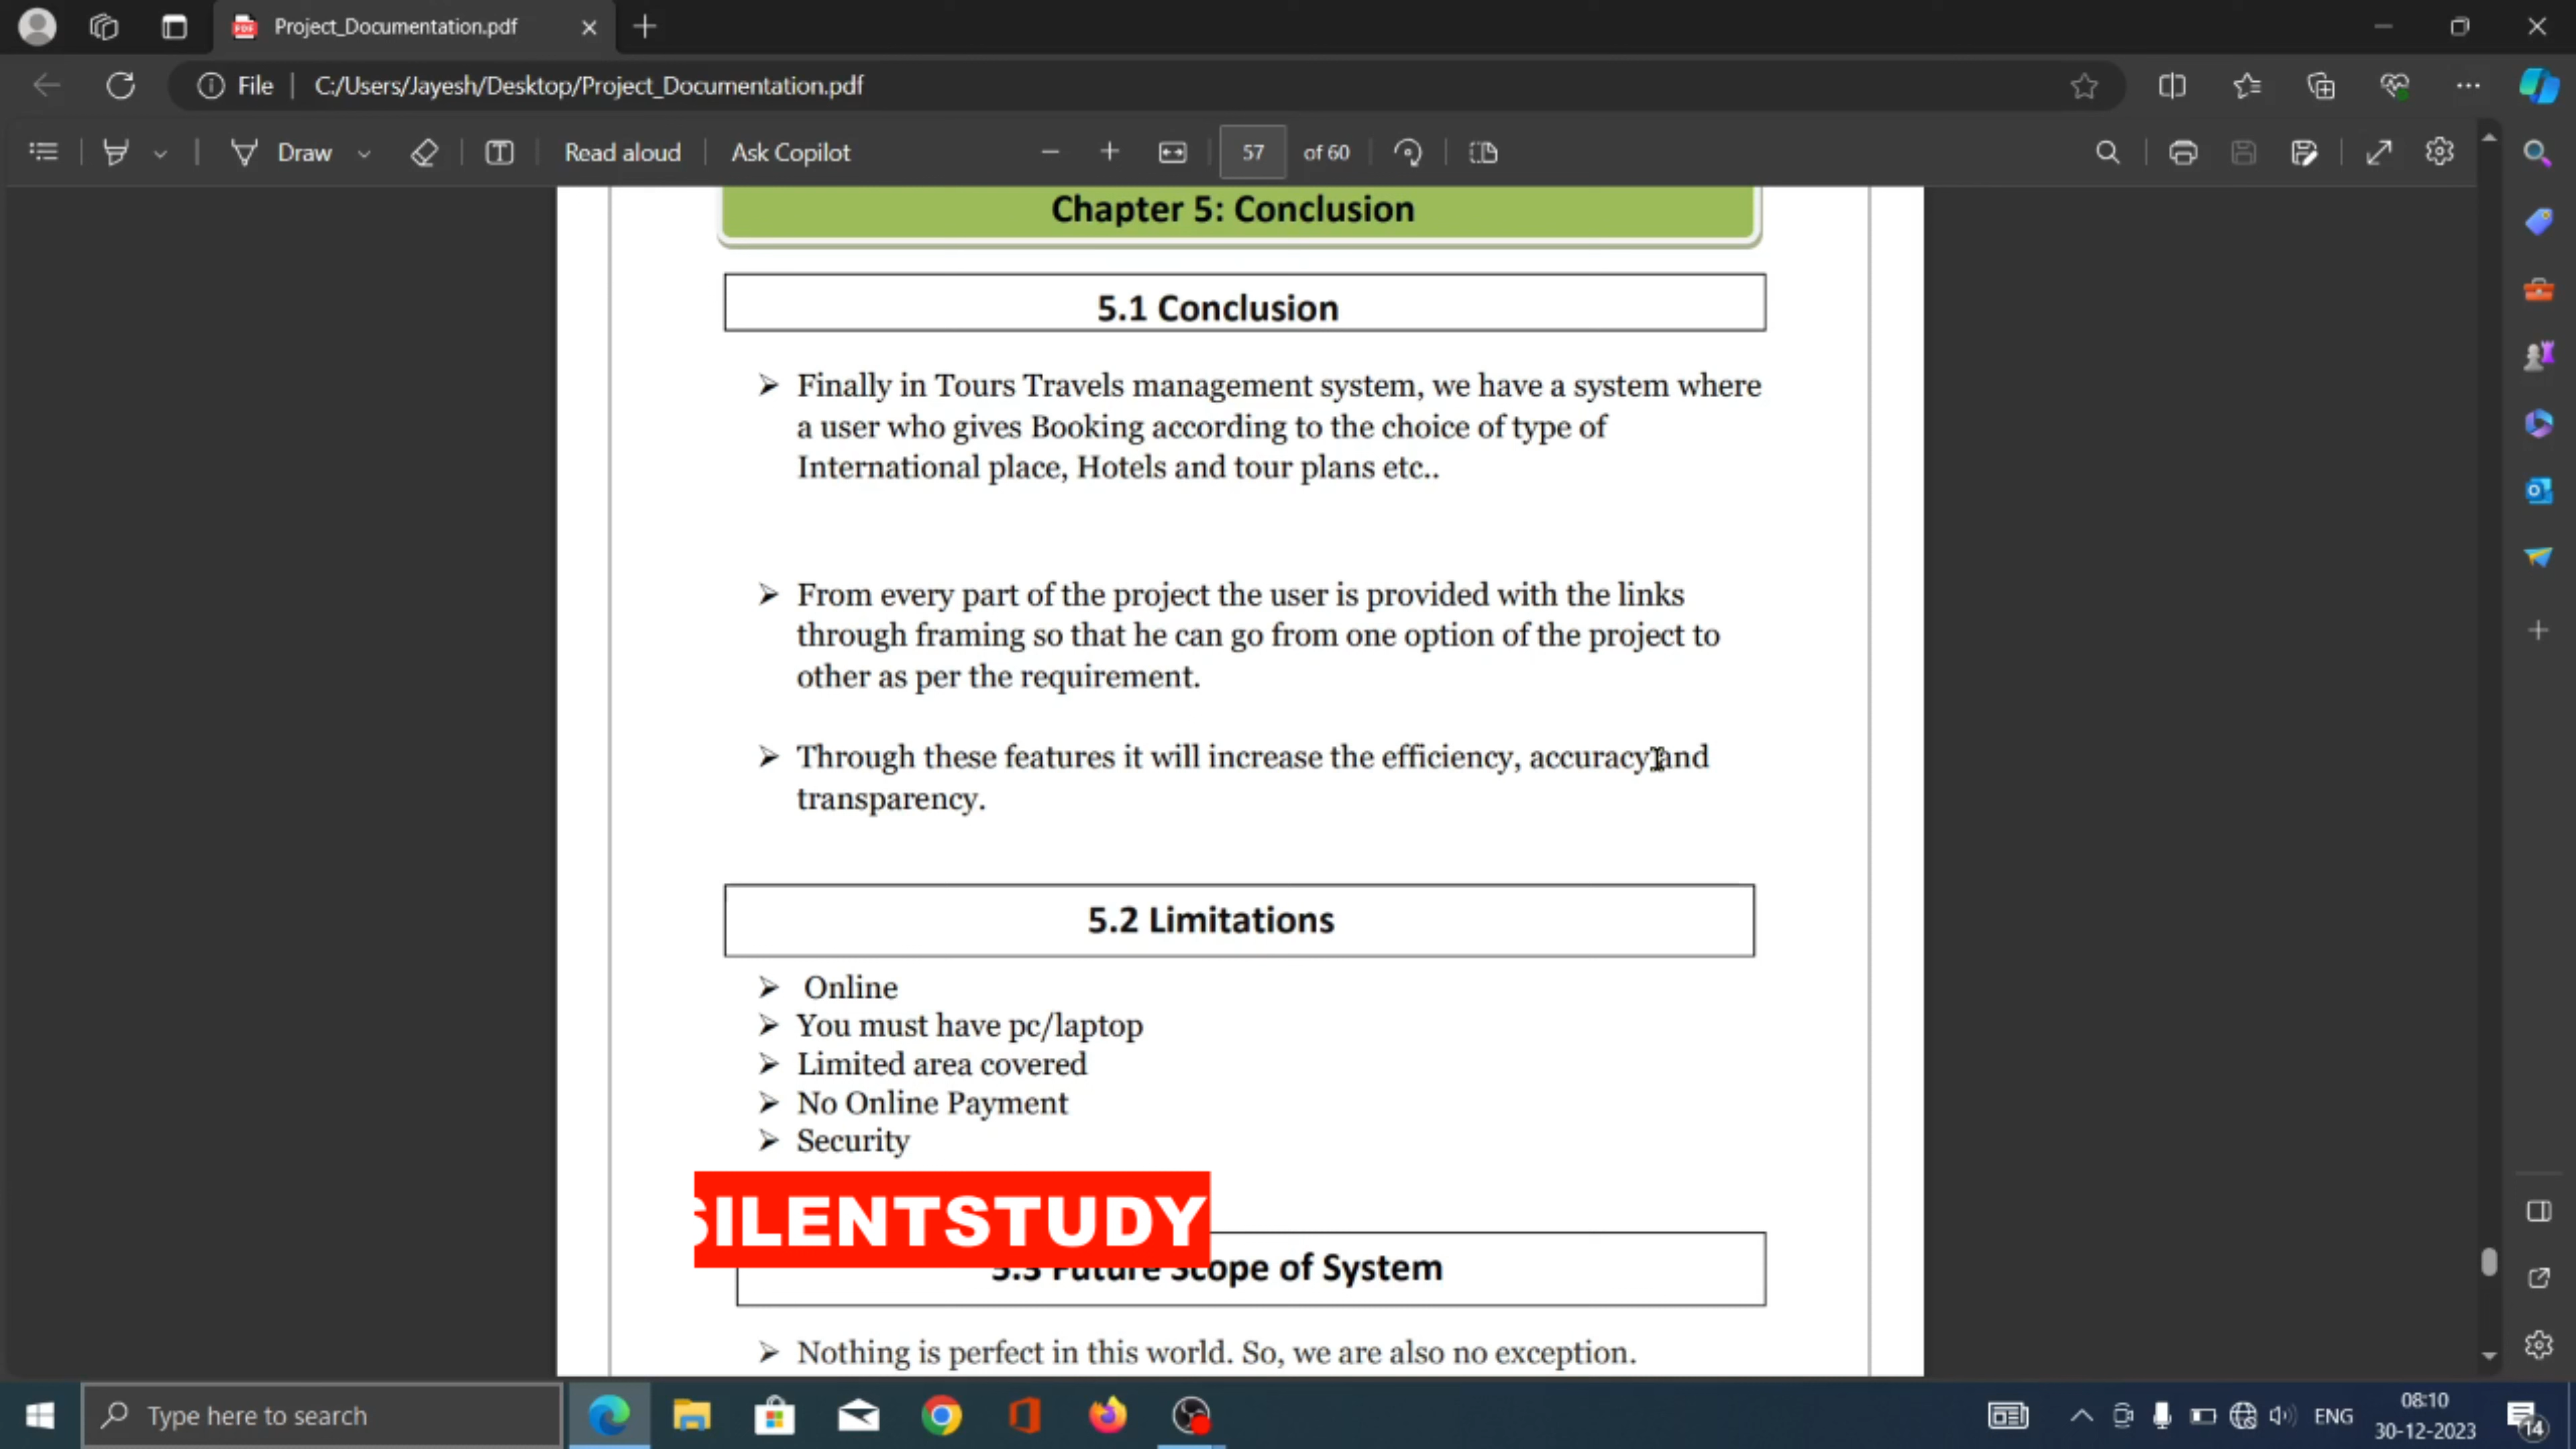 Project_Documentation.pdf
File
C:/Users/Jayesh/Desktop/Project_Documentation.pdf
Draw
Read aloud
Ask Copilot
57
of 60
Chapter 5: Conclusion
5.1 Conclusion
➢ Finally in Tours Travels management system, we have a system where
a user who gives Booking according to the choice of type of
International place, Hotels and tour plans etc..
➢ From every part of the project the user is provided with the links
through framing so that he can go from one option of the project to
other as per the requirement.
➢ Through these features it will increase the efficiency, accuracy and
transparency.
5.2 Limitations
➢ Online
➢ You must have pc/laptop
➢ Limited area covered
➢ No Online Payment
➢ Security
SILENTSTUDY
5.3 Future Scope of System
➢ Nothing is perfect in this world. So, we are also no exception.
Type here to search
ENG
08:10
30-12-2023
14